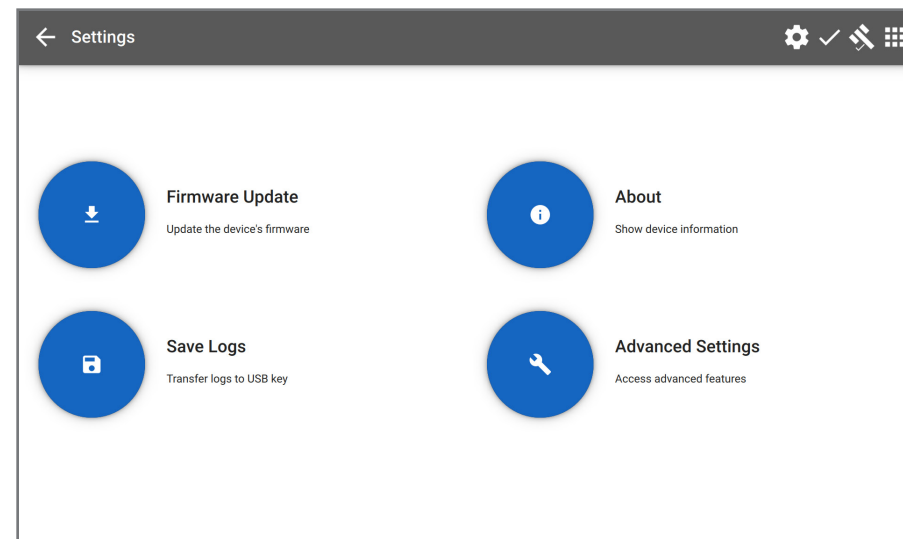 Settings
Firmware Update
Update the device's firmware
About
Show device information
Save Logs
Transfer logs to USB key
Advanced Settings
Access advanced features